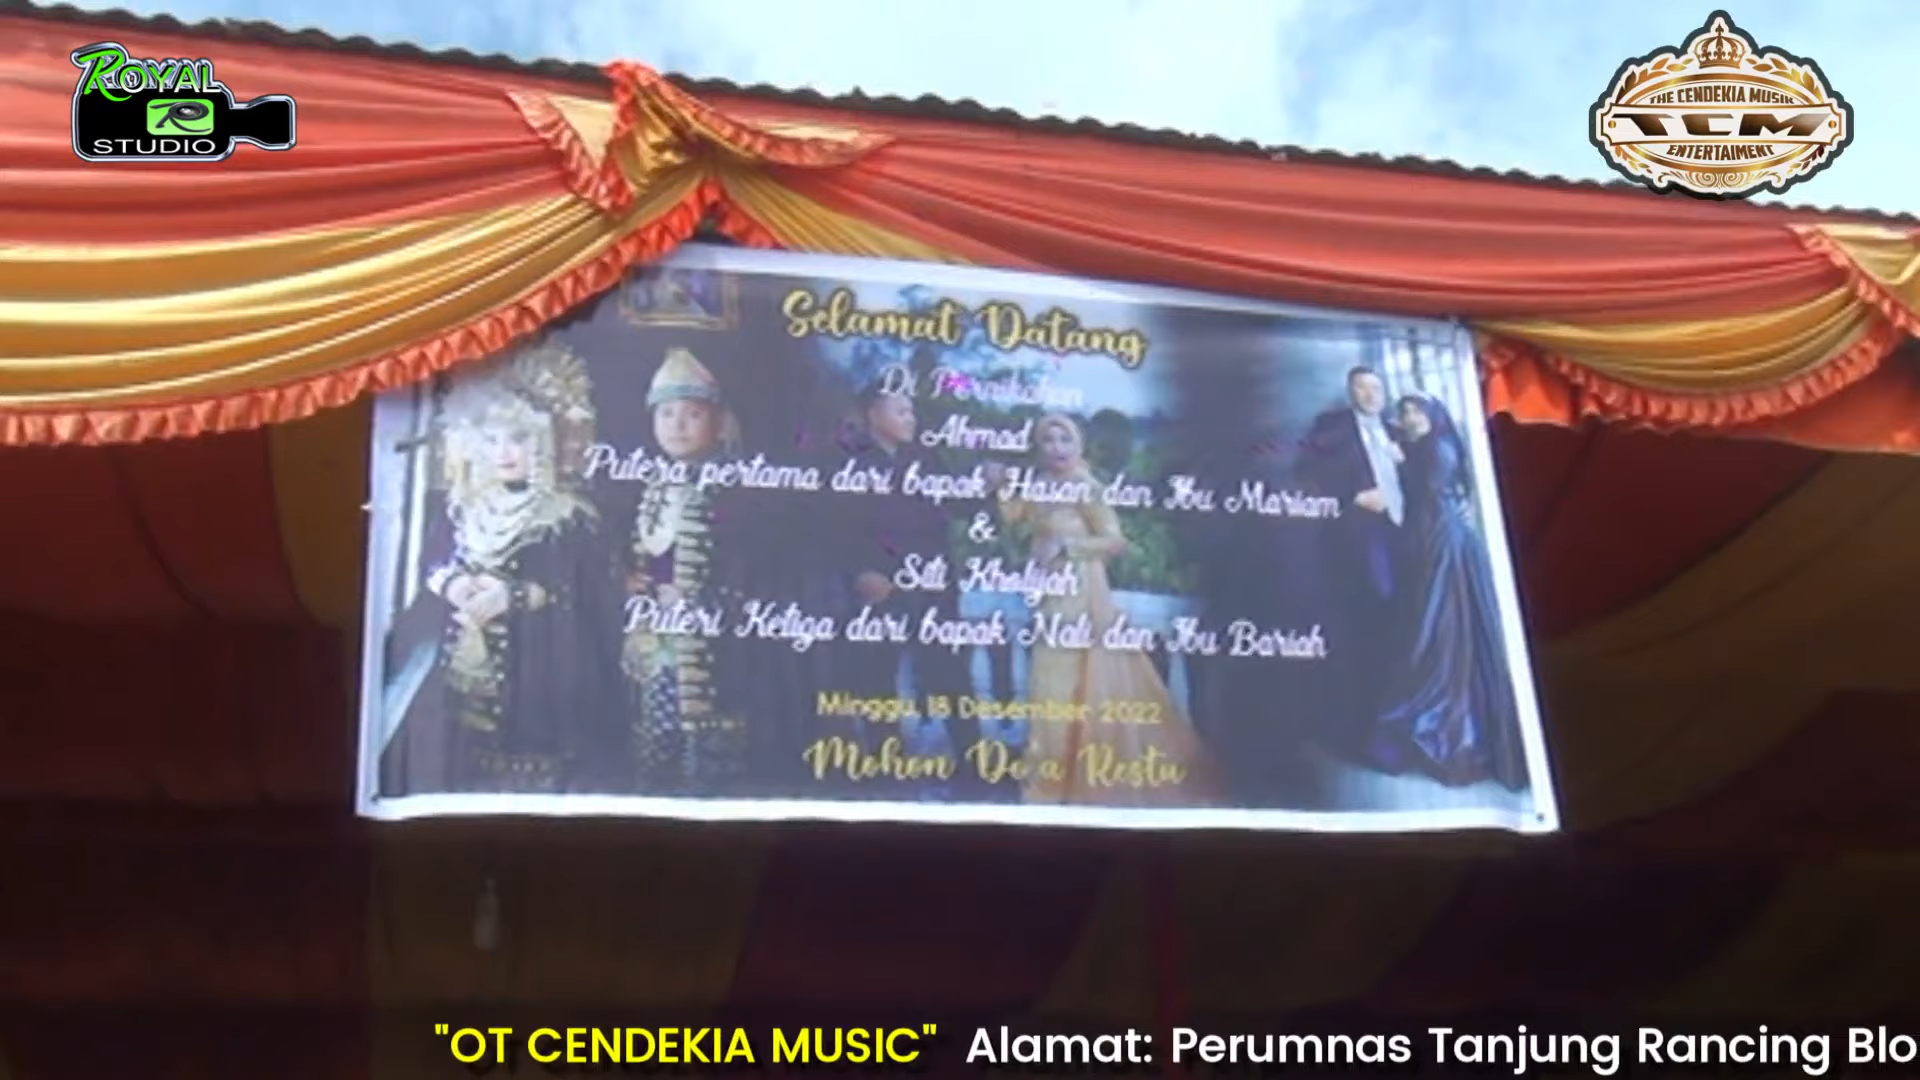 ROYAL
R
STUDIO
THE CENDEKIA MUSIK
TCM
ENTERTAIMENT
Selamat Datang
Di Pernikahan
Ahmad
Putera pertama dari bapak Hasan dan Ibu Mariam
&
Siti Kholyah
Puteri Ketiga dari bapak Nali dan Ibu Bariah
Minggu, 18 Desember 2022
Mohon Do'a Restu
"OT CENDEKIA MUSIC" Alamat: Perumnas Tanjung Rancing Blo